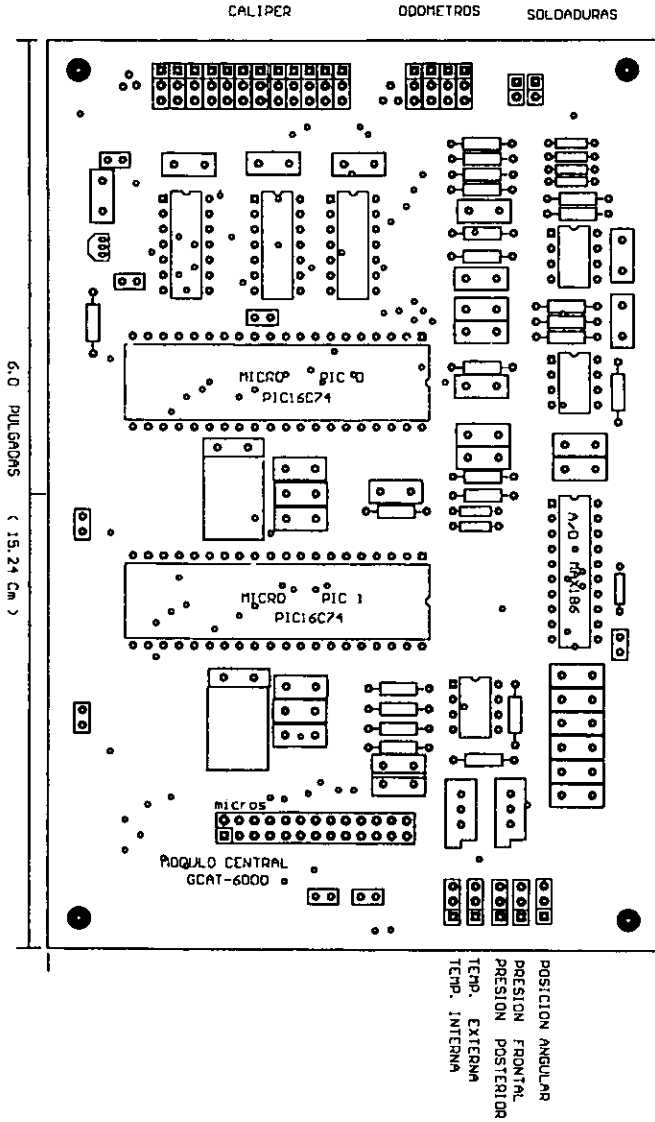 CALIPER
ODOMETROS
SOLDADURAS
MICRO PIC 0
PIC16C74
A/D MAX186
MICRO PIC 1
PIC16C74
6.0 PULGADAS ( 15.24 Cm )
micros
MODULO CENTRAL
GCAT-6000
POSICION ANGULAR
PRESION FRONTAL
PRESION POSTERIOR
TEMP. EXTERNA
TEMP. INTERNA